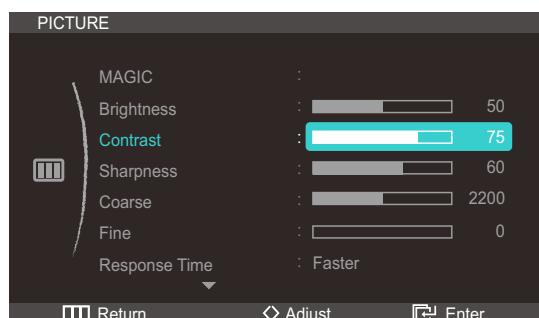 PICTURE
MAGIC :
Brightness : 50
Contrast : 75
Sharpness : 60
Coarse : 2200
Fine : 0
Response Time : Faster
Return Adjust Enter